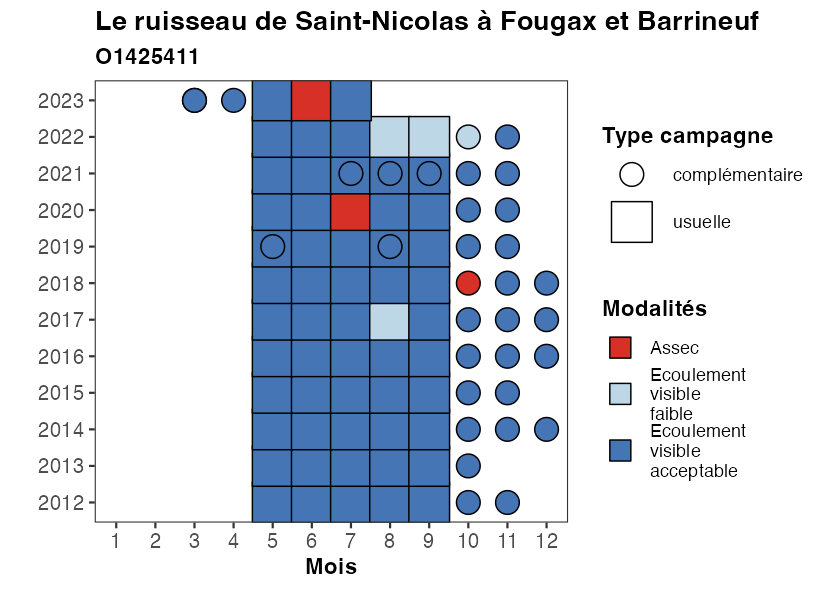 Le ruisseau de Saint-Nicolas à Fougax et Barrineuf
O1425411
2023
2022
2021
2020
2019
2018
2017
2016
2015
2014
2013
2012
1 2 3 4 5 6 7 8 9 10 11 12
Mois
Type campagne
complémentaire
usuelle
Modalités
Assec
Ecoulement
visible
faible
Ecoulement
visible
acceptable